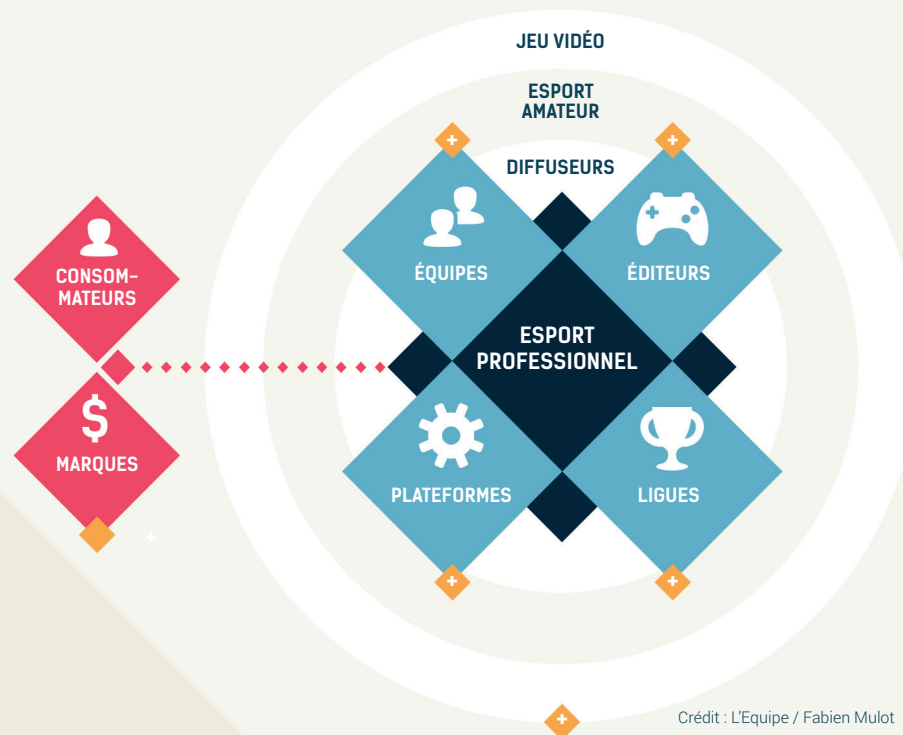 JEU VIDÉO
ESPORT
AMATEUR
DIFFUSEURS
CONSOM-
MATEURS
ÉQUIPES
ÉDITEURS
ESPORT
PROFESSIONNEL
$
MARQUES
PLATEFORMES
LIGUES
Crédit : L'Equipe / Fabien Mulot